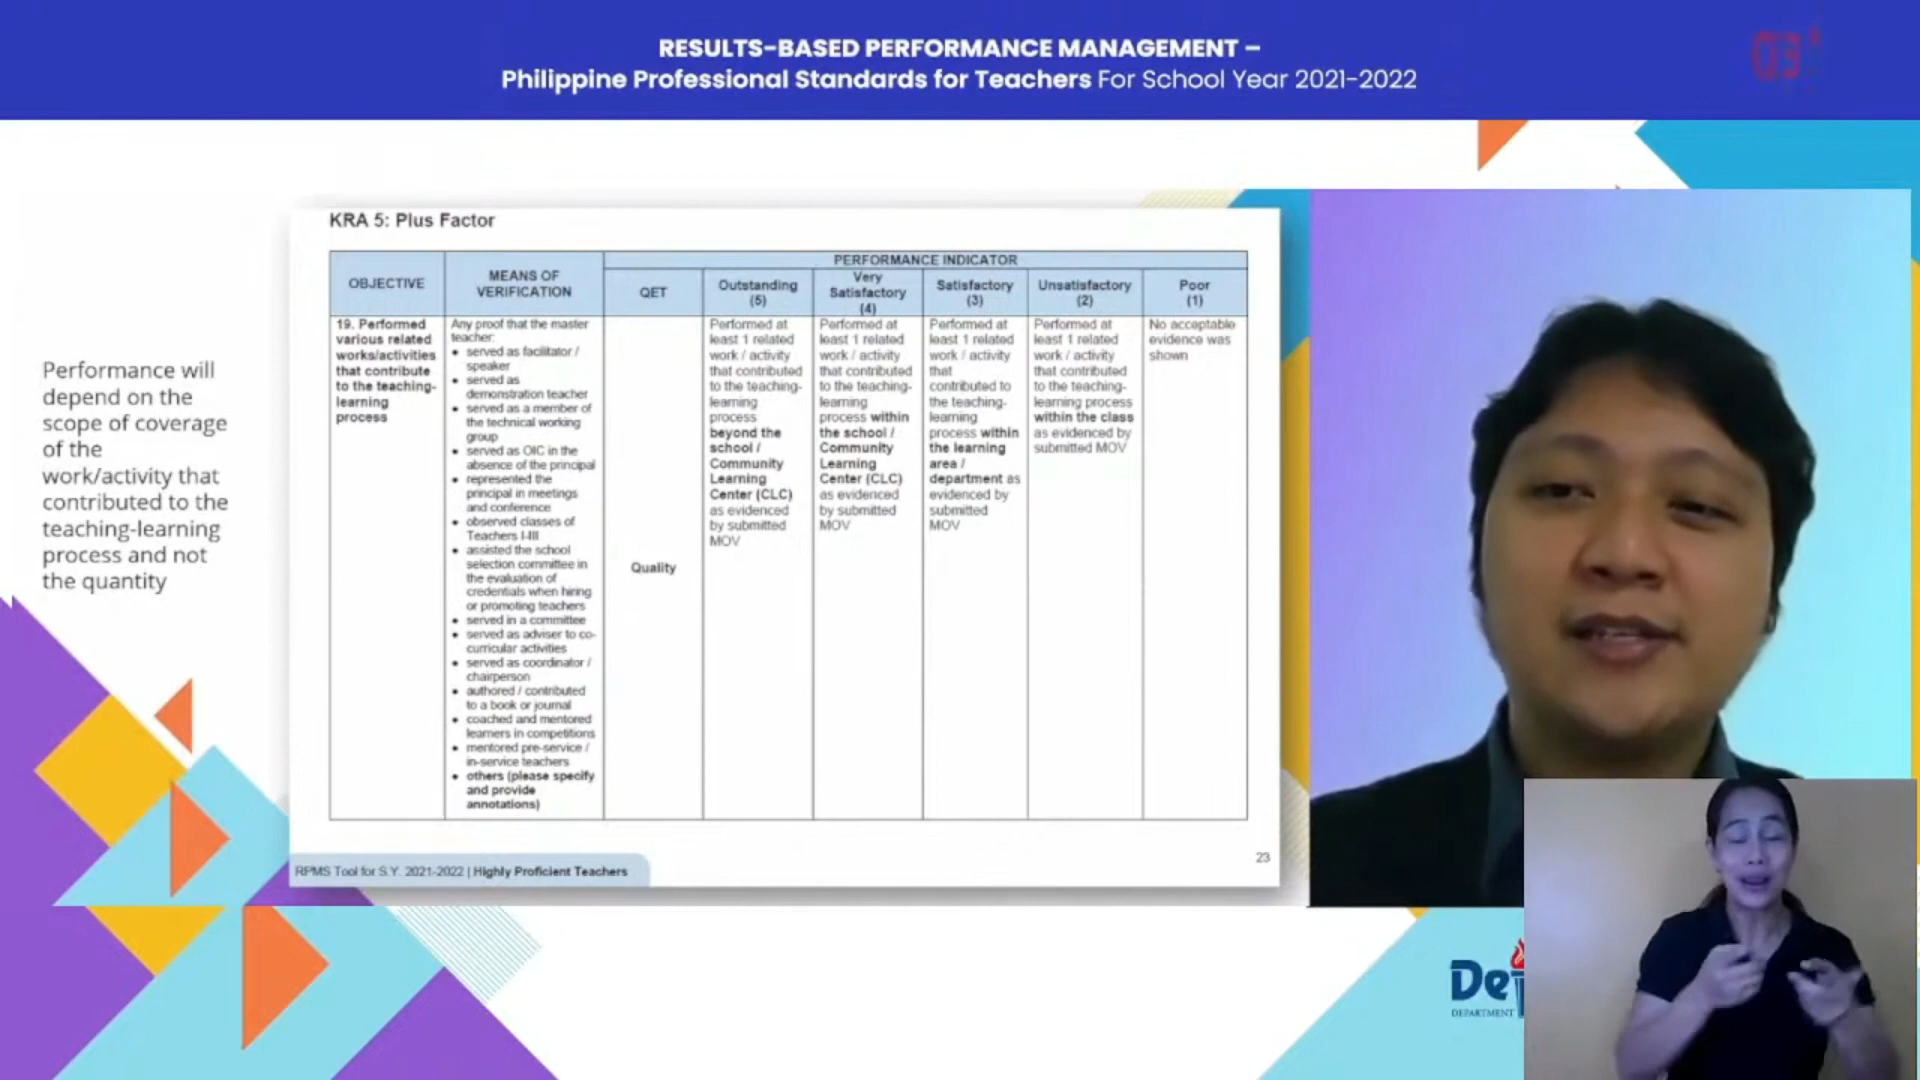 RESULTS-BASED PERFORMANCE MANAGEMENT –
Philippine Professional Standards for Teachers For School Year 2021-2022
Performance will
depend on the
scope of coverage
of the
work/activity that
contributed to the
teaching-learning
process and not
the quantity
KRA 5: Plus Factor
OBJECTIVE
MEANS OF
VERIFICATION
PERFORMANCE INDICATOR
QET
Outstanding
(5)
Very
Satisfactory
(4)
Satisfactory
(3)
Unsatisfactory
(2)
Poor
(1)
19. Performed
various related
works/activities
that contribute
to the teaching-
learning
process
Any proof that the master
teacher:
• served as facilitator /
speaker
• served as
demonstration teacher
• served as a member of
the technical working
group
• served as OIC in the
absence of the principal
• represented the
principal in meetings
and conference
• observed classes of
Teachers I-III
• assisted the school
selection committee in
the evaluation of
credentials when hiring
or promoting teachers
• served in a committee
• served as adviser to co-
curricular activities
• served as coordinator /
chairperson
• authored / contributed
to a book or journal
• coached and mentored
learners in competitions
• mentored pre-service /
in-service teachers
• others (please specify
and provide
annotations)
Quality
Performed at
least 1 related
work / activity
that contributed
to the teaching-
learning
process
beyond the
school /
Community
Learning
Center (CLC)
as evidenced
by submitted
MOV
Performed at
least 1 related
work / activity
that contributed
to the teaching-
learning
process within
the school /
Community
Learning
Center (CLC)
as evidenced
by submitted
MOV
Performed at
least 1 related
work / activity
that
contributed to
the teaching-
learning
process within
the learning
area /
department as
evidenced by
submitted
MOV
Performed at
least 1 related
work / activity
that contributed
to the teaching-
learning process
within the class
as evidenced by
submitted MOV
No acceptable
evidence was
shown
23
RPMS Tool for S.Y. 2021-2022 | Highly Proficient Teachers
De
DEPARTMENT